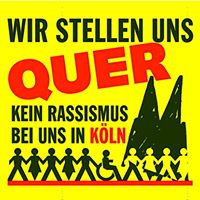 WIR STELLEN UNS
QUER
KEIN RASSISMUS
BEI UNS IN KÖLN